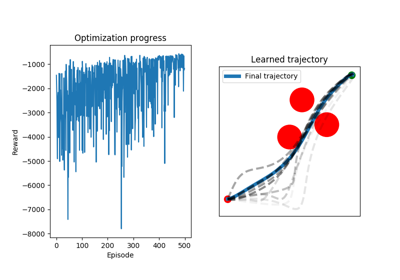 Optimization progress
−1000
−2000
−3000
−4000
−5000
−6000
−7000
−8000
Reward
0 100 200 300 400 500
Episode
Learned trajectory
Final trajectory